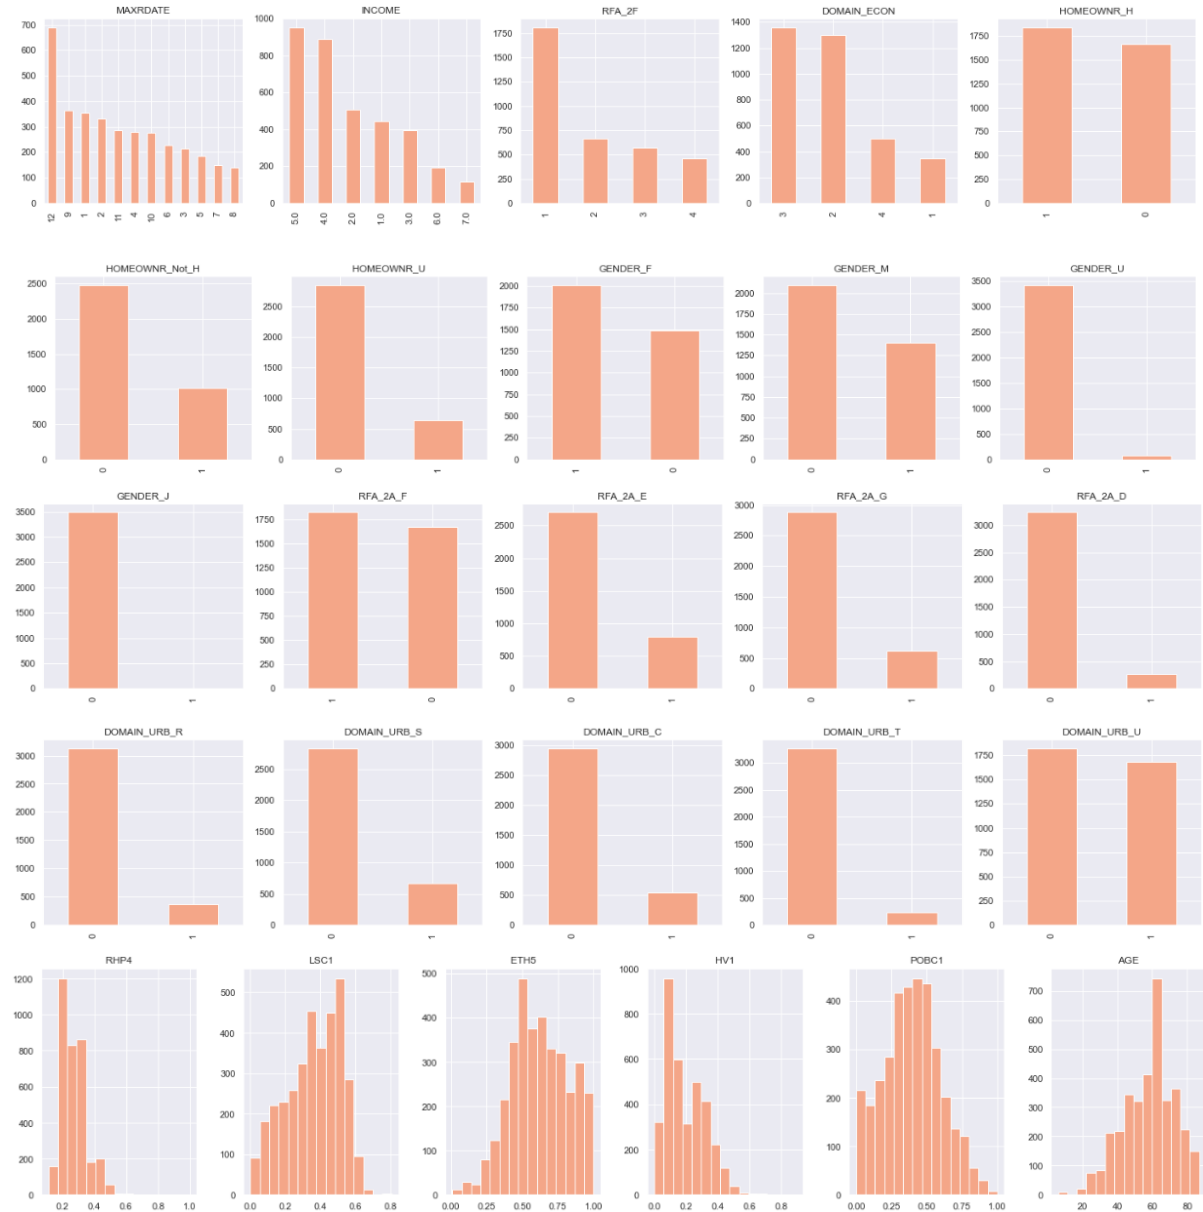 MAXRDATE INCOME RFA_2F DOMAIN_ECON HOMEOWNR_H
700 1000 1750 1400 1750
600 800 1500 1200 1500
500 600 1250 1000 1250
400 400 1000 800 1000
300 200 750 600 750
200 0 500 400 500
100 250 200 250
0 0 0 0
12 9 1 2 11 4 10 6 3 5 7 8 5.0 4.0 2.0 1.0 3.0 6.0 7.0 1 2 3 4 3 2 4 1 1 0
HOMEOWNR_Not_H HOMEOWNR_U GENDER_F GENDER_M GENDER_U
2500 2500 2000 2000 3500
2000 2000 1750 1750 3000
1500 1500 1500 1500 2500
1000 1000 1250 1250 2000
500 500 1000 1000 1500
0 0 750 750 1000
500 500 500
250 250 0
0 0
0 1 0 1 1 0 0 1 0 1
GENDER_J RFA_2A_F RFA_2A_E RFA_2A_G RFA_2A_D
3500 1750 2500 3000 3000
3000 1500 2000 2500 2500
2500 1250 1500 2000 2000
2000 1000 1000 1500 1500
1500 750 500 1000 1000
1000 500 0 500 500
500 250 0 0
0 0
0 1 1 0 0 1 0 1 0 1
DOMAIN_URB_R DOMAIN_URB_S DOMAIN_URB_C DOMAIN_URB_T DOMAIN_URB_U
3000 2500 3000 3000 1750
2500 2000 2500 2500 1500
2000 1500 2000 2000 1250
1500 1000 1500 1500 1000
1000 500 1000 1000 750
500 0 500 500 500
0 0 0 250
0
0 1 0 1 0 1 0 1 0 1
RHP4 LSC1 ETH5 HV1 POBC1 AGE
1200 500 500 1000 400 700
1000 400 400 800 300 600
800 300 300 600 200 500
600 200 200 400 100 400
400 100 100 200 0 300
200 0 0 0 200
0 100
0
0.2 0.4 0.6 0.8 1.0 0.0 0.2 0.4 0.6 0.8 0.00 0.25 0.50 0.75 1.00 0.0 0.2 0.4 0.6 0.8 0.00 0.25 0.50 0.75 1.00 20 40 60 80